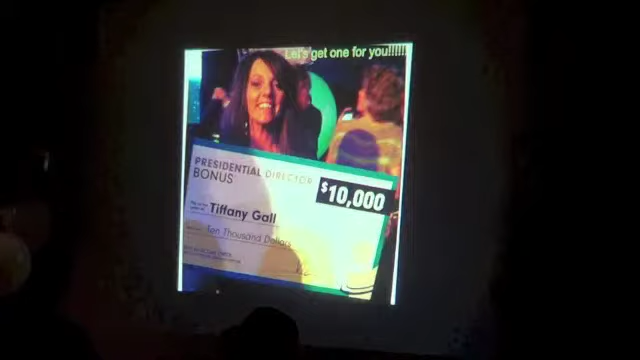 Let's get one for you!!!!!!
PRESIDENTIAL DIRECTOR
BONUS
$10,000
Tiffany Gall
Ten Thousand Dollars